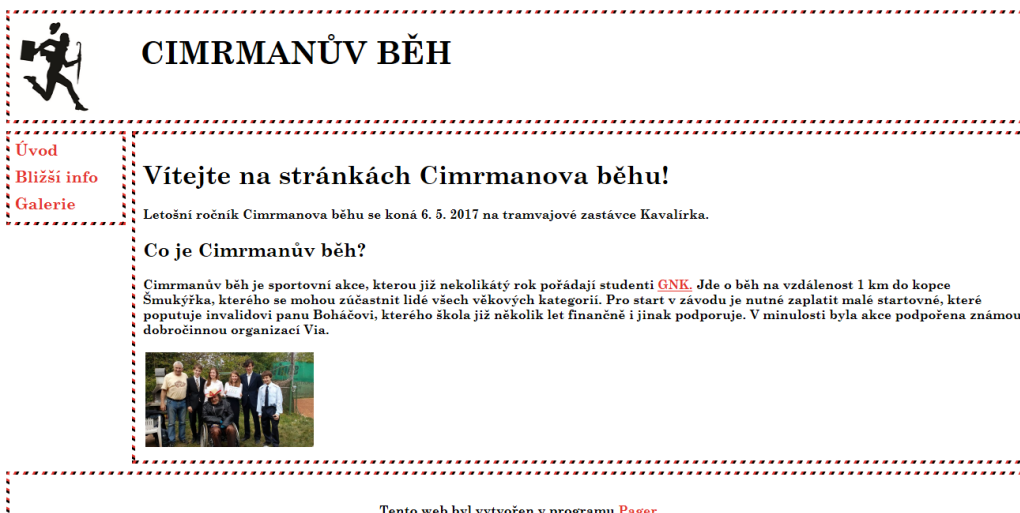 CIMRMANŮV BĚH
Úvod
Bližší info
Galerie
Vítejte na stránkách Cimrmanova běhu!
Letošní ročník Cimrmanova běhu se koná 6. 5. 2017 na tramvajové zastávce Kavalírka.
Co je Cimrmanův běh?
Cimrmanův běh je sportovní akce, kterou již nekolikátý rok pořádají studenti GNK. Jde o běh na vzdálenost 1 km do kopce
Šmukýřka, kterého se mohou zúčastnit lidé všech věkových kategorií. Pro start v závodu je nutné zaplatit malé startovné, které
poputuje invalidovi panu Boháčovi, kterého škola již několik let finančně i jinak podporuje. V minulosti byla akce podpořena známou
dobročinnou organizací Via.
Tento web byl vytvořen v programu Pager